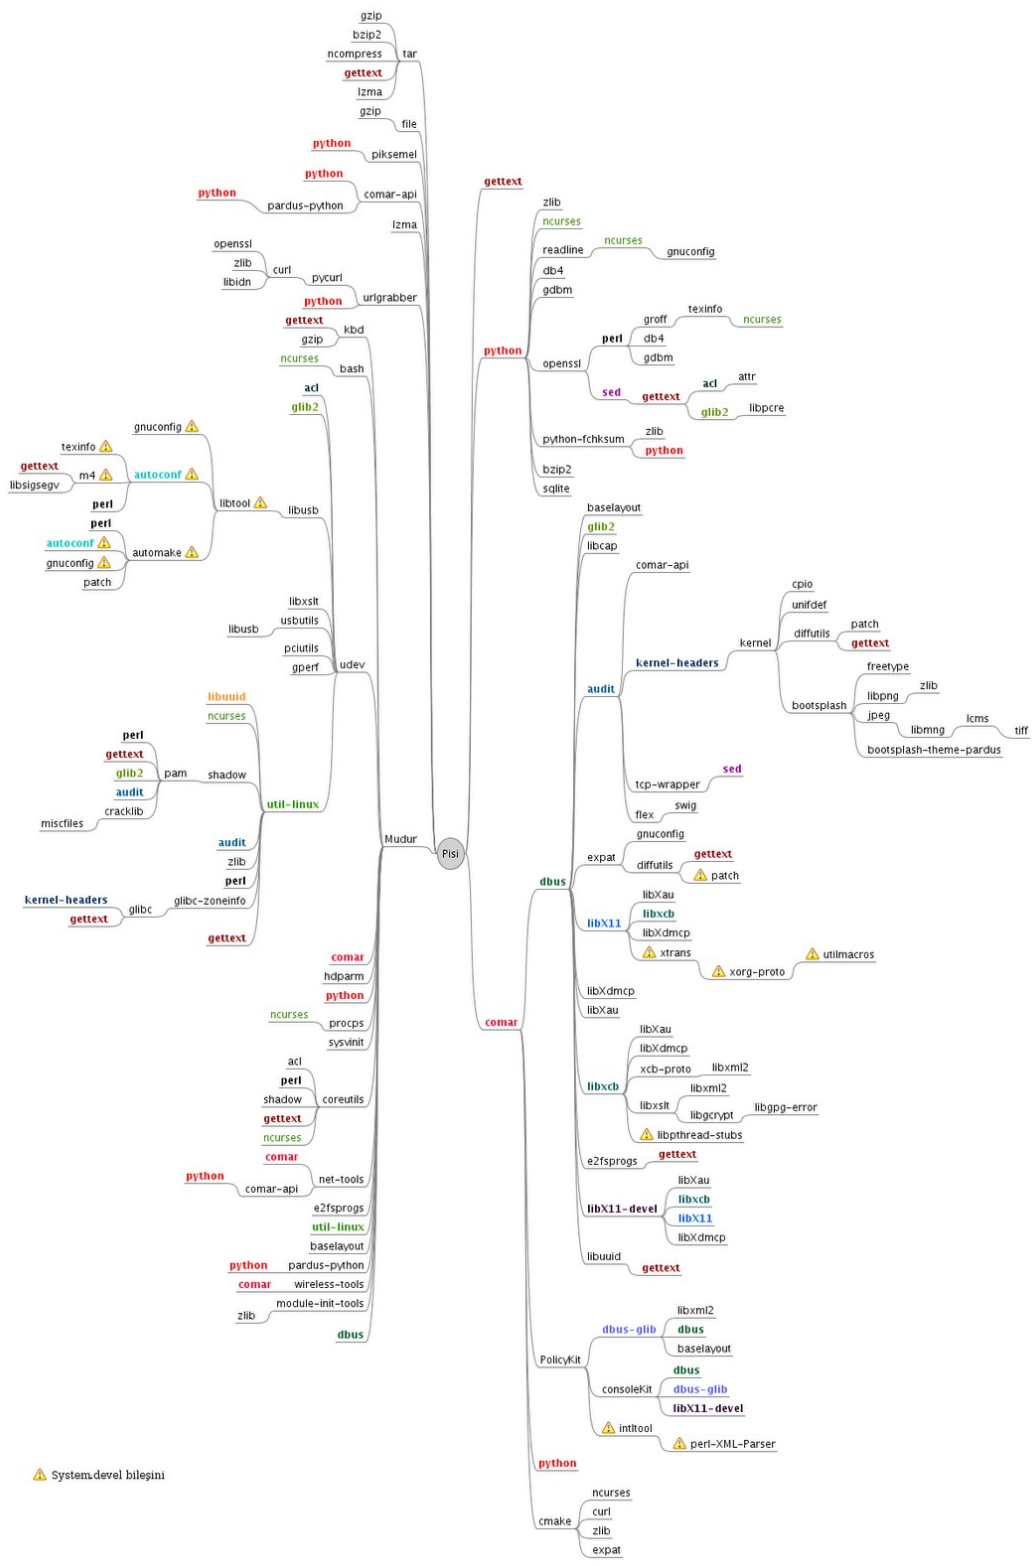 gzip
bzip2
ncompress
gettext
lzma
tar
gzip
file
python
piksemel
python
python
pardus-python
comar-api
lzma
openssl
zlib
libidn
curl
pycurl
python
urlgrabber
gettext
gzip
kbd
ncurses
bash
acl
glib2
gnuconfig
texinfo
gettext
libsigsegv
m4
perl
autoconf
perl
autoconf
gnuconfig
patch
automake
libtool
libusb
libxslt
libusb
usbutils
pciutils
gperf
udev
libuuid
ncurses
perl
gettext
glib2
audit
miscfiles
cracklib
pam
shadow
util-linux
audit
zlib
perl
kernel-headers
gettext
glibc
glibc-zoneinfo
gettext
Mudur
Pisi
comar
hdparm
python
ncurses
procps
sysvinit
acl
perl
shadow
gettext
ncurses
coreutils
comar
python
comar-api
net-tools
e2fsprogs
util-linux
baselayout
python
pardus-python
comar
wireless-tools
zlib
module-init-tools
dbus
System.devel bileşini
gettext
python
zlib
ncurses
readline
ncurses
gnuconfig
db4
gdbm
openssl
perl
groff
texinfo
ncurses
db4
gdbm
sed
gettext
acl
attr
glib2
libpcre
python-fchksum
zlib
python
bzip2
sqlite
comar
dbus
baselayout
glib2
libcap
audit
comar-api
kernel-headers
kernel
cpio
unifdef
diffutils
patch
gettext
bootsplash
freetype
libpng
zlib
jpeg
libmng
lcms
tiff
bootsplash-theme-pardus
tcp-wrapper
sed
flex
swig
expat
gnuconfig
diffutils
gettext
patch
libX11
libXau
libxcb
libXdmcp
xtrans
xorg-proto
utilmacros
libXdmcp
libXau
libxcb
libXau
libXdmcp
xcb-proto
libxml2
libxslt
libxml2
libgcrypt
libgpg-error
libpthread-stubs
e2fsprogs
gettext
libX11-devel
libXau
libxcb
libX11
libXdmcp
libuuid
gettext
PolicyKit
dbus-glib
libxml2
dbus
baselayout
consoleKit
dbus
dbus-glib
libX11-devel
intltool
perl-XML-Parser
python
cmake
ncurses
curl
zlib
expat